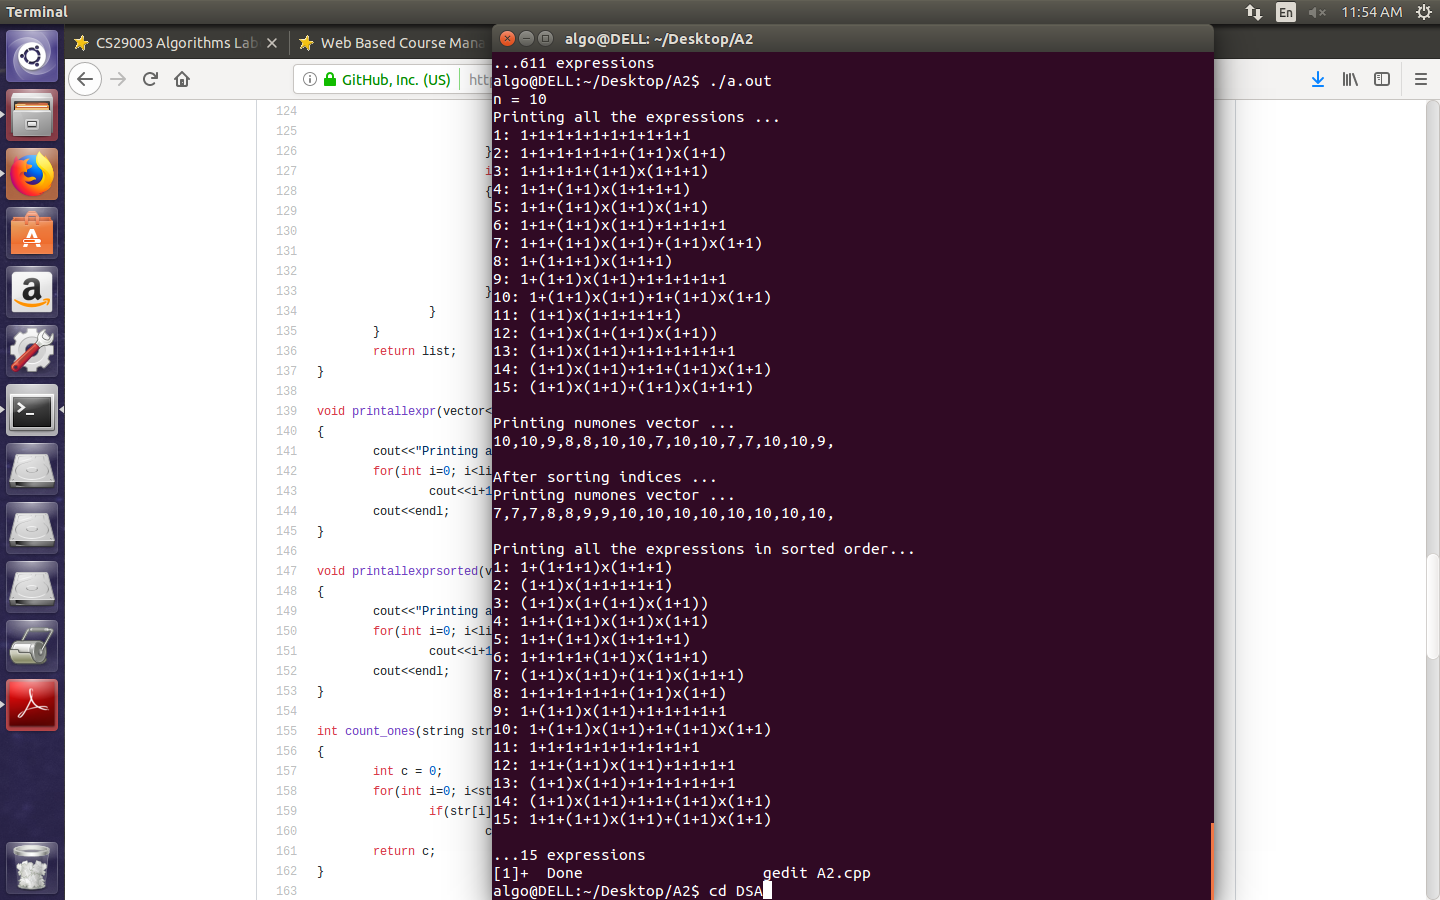 Terminal
En
11:54 AM
CS29003 Algorithms Lab
Web Based Course Mana
algo@DELL: ~/Desktop/A2
GitHub, Inc. (US)
...611 expressions
algo@DELL:~/Desktop/A2$ ./a.out
n = 10
Printing all the expressions ...
1: 1+1+1+1+1+1+1+1+1+1
2: 1+1+1+1+1+1+(1+1)x(1+1)
3: 1+1+1+1+(1+1)x(1+1+1)
4: 1+1+(1+1)x(1+1+1+1)
5: 1+1+(1+1)x(1+1)x(1+1)
6: 1+1+(1+1)x(1+1)+1+1+1+1
7: 1+1+(1+1)x(1+1)+(1+1)x(1+1)
8: 1+(1+1+1)x(1+1+1)
9: 1+(1+1)x(1+1)+1+1+1+1+1
10: 1+(1+1)x(1+1)+1+(1+1)x(1+1)
11: (1+1)x(1+1+1+1+1)
12: (1+1)x(1+(1+1)x(1+1))
13: (1+1)x(1+1)+1+1+1+1+1+1
14: (1+1)x(1+1)+1+1+(1+1)x(1+1)
15: (1+1)x(1+1)+(1+1)x(1+1+1)
Printing numones vector ...
10,10,9,8,8,10,10,7,10,10,7,7,10,10,9,
After sorting indices ...
Printing numones vector ...
7,7,7,8,8,9,9,10,10,10,10,10,10,10,10,
Printing all the expressions in sorted order...
1: 1+(1+1+1)x(1+1+1)
2: (1+1)x(1+1+1+1+1)
3: (1+1)x(1+(1+1)x(1+1))
4: 1+1+(1+1)x(1+1)x(1+1)
5: 1+1+(1+1)x(1+1+1+1)
6: 1+1+1+1+(1+1)x(1+1+1)
7: (1+1)x(1+1)+(1+1)x(1+1+1)
8: 1+1+1+1+1+1+(1+1)x(1+1)
9: 1+(1+1)x(1+1)+1+1+1+1+1
10: 1+(1+1)x(1+1)+1+(1+1)x(1+1)
11: 1+1+1+1+1+1+1+1+1+1
12: 1+1+(1+1)x(1+1)+1+1+1+1
13: (1+1)x(1+1)+1+1+1+1+1+1
14: (1+1)x(1+1)+1+1+(1+1)x(1+1)
15: 1+1+(1+1)x(1+1)+(1+1)x(1+1)
...15 expressions
[1]+  Done                    gedit A2.cpp
algo@DELL:~/Desktop/A2$ cd DSA
124
125
126 }
127 i
128 {
129
130
131
132
133 }
134 }
135 }
136 return list;
137 }
138
139 void printallexpr(vector<
140 {
141 cout<<"Printing a
142 for(int i=0; i<li
143 cout<<i+1
144 cout<<endl;
145 }
146
147 void printallexprsorted(v
148 {
149 cout<<"Printing a
150 for(int i=0; i<li
151 cout<<i+1
152 cout<<endl;
153 }
154
155 int count_ones(string str
156 {
157 int c = 0;
158 for(int i=0; i<st
159 if(str[i]
160 c
161 return c;
162 }
163